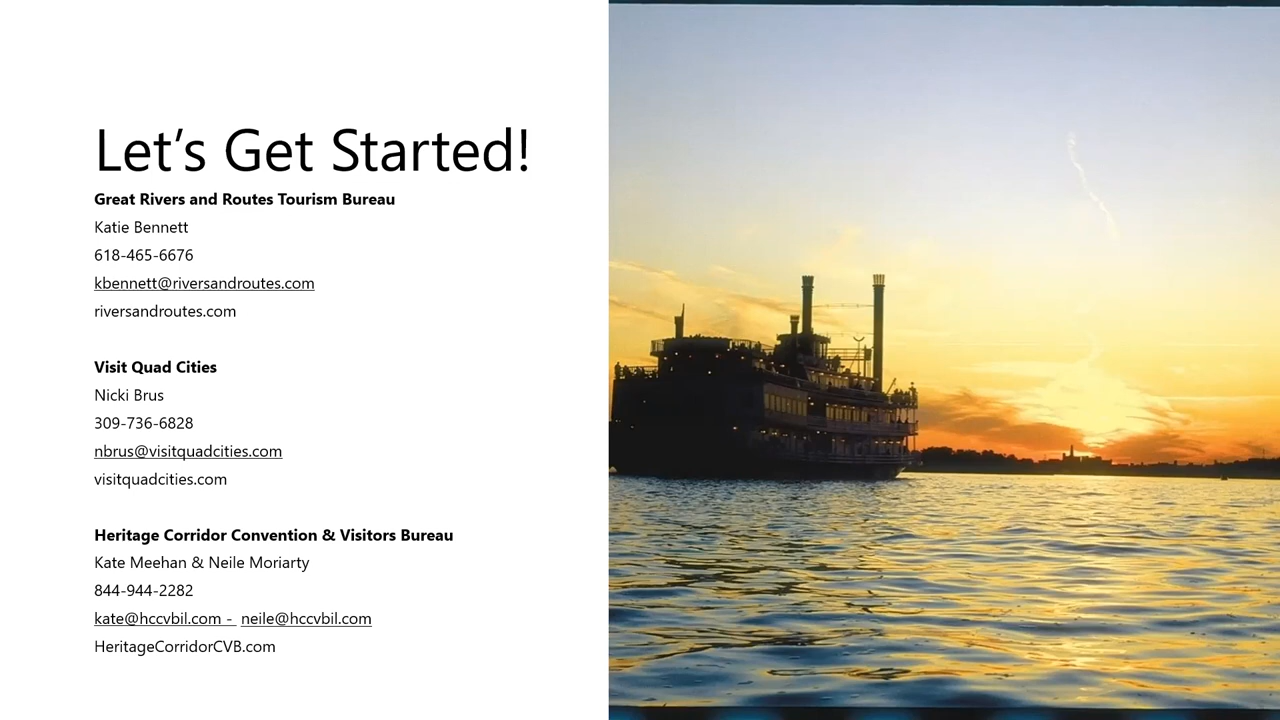 Let’s Get Started!
Great Rivers and Routes Tourism Bureau
Katie Bennett
618-465-6676
kbennett@riversandroutes.com
riversandroutes.com
Visit Quad Cities
Nicki Brus
309-736-6828
nbrus@visitquadcities.com
visitquadcities.com
Heritage Corridor Convention & Visitors Bureau
Kate Meehan & Neile Moriarty
844-944-2282
kate@hccvbil.com - neile@hccvbil.com
HeritageCorridorCVB.com